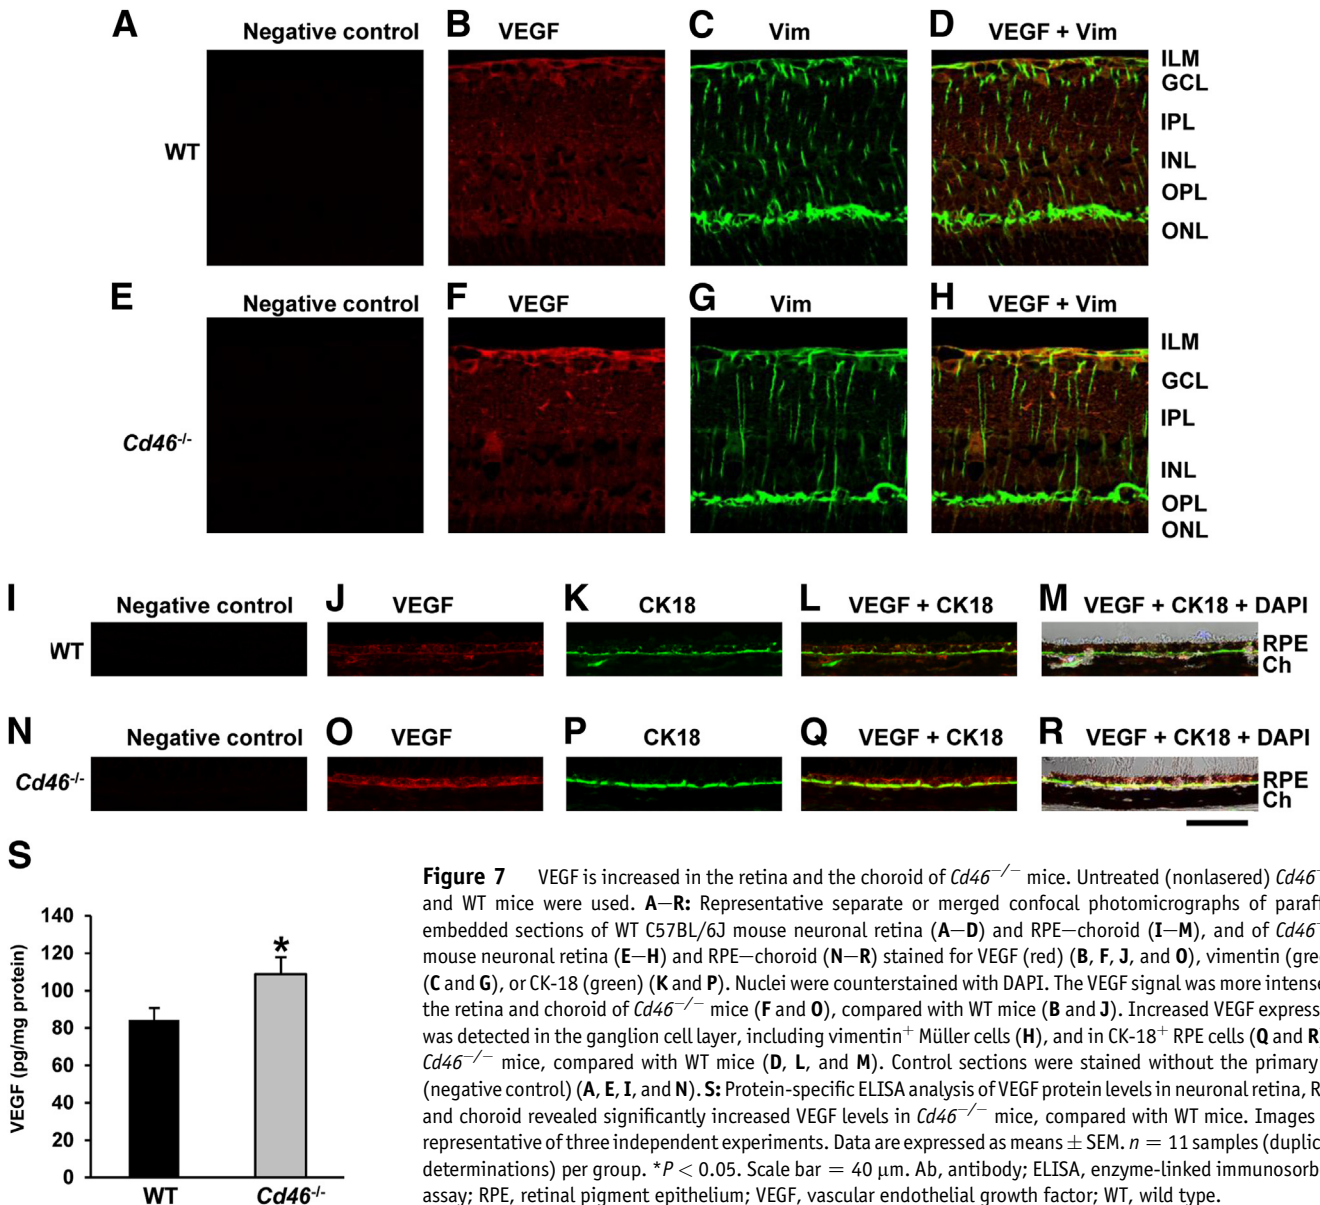 A Negative control B VEGF C Vim D VEGF + Vim
WT
ILM
GCL
IPL
INL
OPL
ONL
E Negative control F VEGF G Vim H VEGF + Vim
Cd46-/-
ILM
GCL
IPL
INL
OPL
ONL
I Negative control J VEGF K CK18 L VEGF + CK18 M VEGF + CK18 + DAPI
WT
RPE
Ch
N Negative control O VEGF P CK18 Q VEGF + CK18 R VEGF + CK18 + DAPI
Cd46-/-
RPE
Ch
S
VEGF (pg/mg protein)
140
120
100
80
60
40
20
0
*
WT Cd46-/-
Figure 7 VEGF is increased in the retina and the choroid of Cd46−/− mice. Untreated (nonlasered) Cd46−
and WT mice were used. A–R: Representative separate or merged confocal photomicrographs of paraff
embedded sections of WT C57BL/6J mouse neuronal retina (A–D) and RPE–choroid (I–M), and of Cd46−
mouse neuronal retina (E–H) and RPE–choroid (N–R) stained for VEGF (red) (B, F, J, and O), vimentin (gree
(C and G), or CK-18 (green) (K and P). Nuclei were counterstained with DAPI. The VEGF signal was more intense
the retina and choroid of Cd46−/− mice (F and O), compared with WT mice (B and J). Increased VEGF express
was detected in the ganglion cell layer, including vimentin+ Müller cells (H), and in CK-18+ RPE cells (Q and R
Cd46−/− mice, compared with WT mice (D, L, and M). Control sections were stained without the primary
(negative control) (A, E, I, and N). S: Protein-specific ELISA analysis of VEGF protein levels in neuronal retina, R
and choroid revealed significantly increased VEGF levels in Cd46−/− mice, compared with WT mice. Images
representative of three independent experiments. Data are expressed as means ± SEM. n = 11 samples (duplic
determinations) per group. *P < 0.05. Scale bar = 40 μm. Ab, antibody; ELISA, enzyme-linked immunosorb
assay; RPE, retinal pigment epithelium; VEGF, vascular endothelial growth factor; WT, wild type.